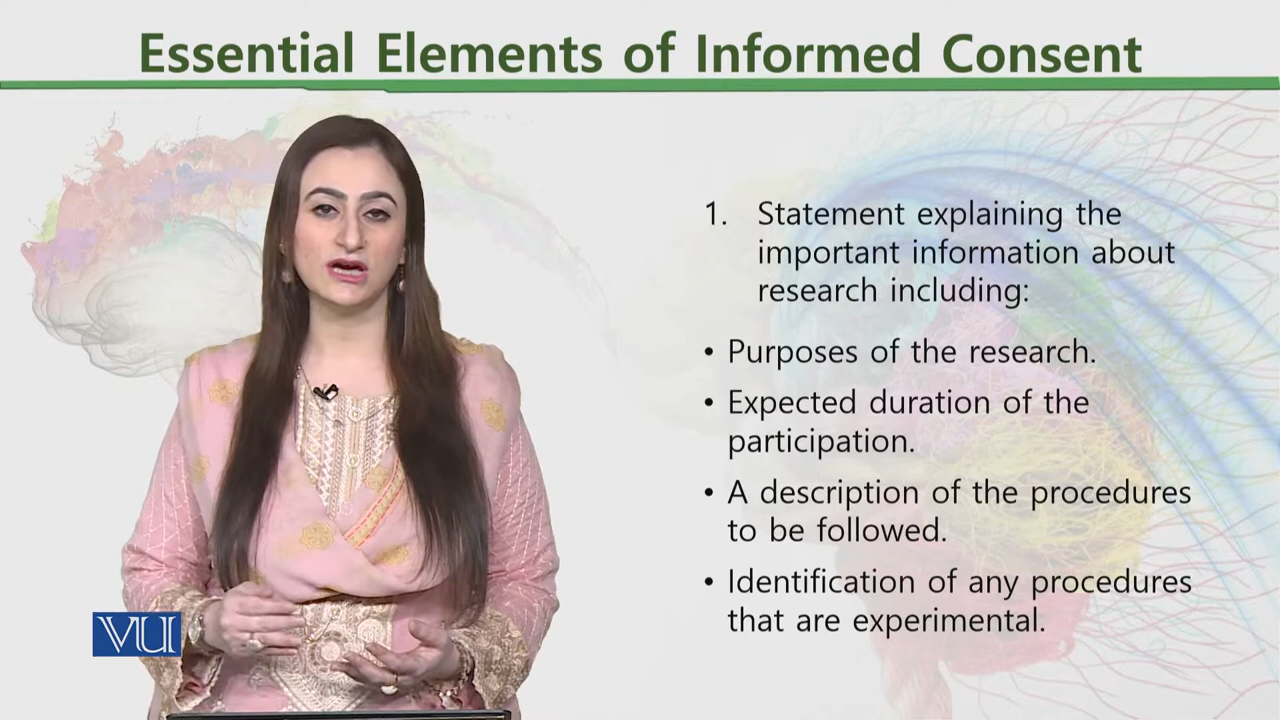 Essential Elements of Informed Consent
1. Statement explaining the
important information about
research including:
• Purposes of the research.
• Expected duration of the
participation.
• A description of the procedures
to be followed.
• Identification of any procedures
that are experimental.
VU